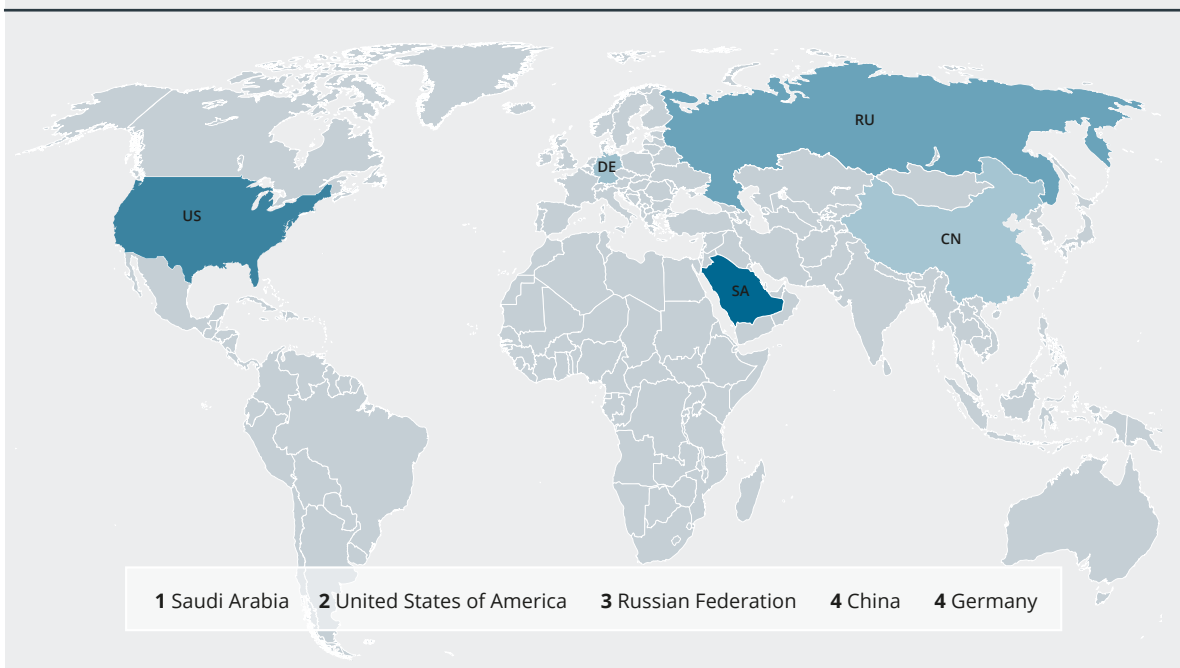 RU
DE
US
CN
SA
1 Saudi Arabia 2 United States of America 3 Russian Federation 4 China 4 Germany